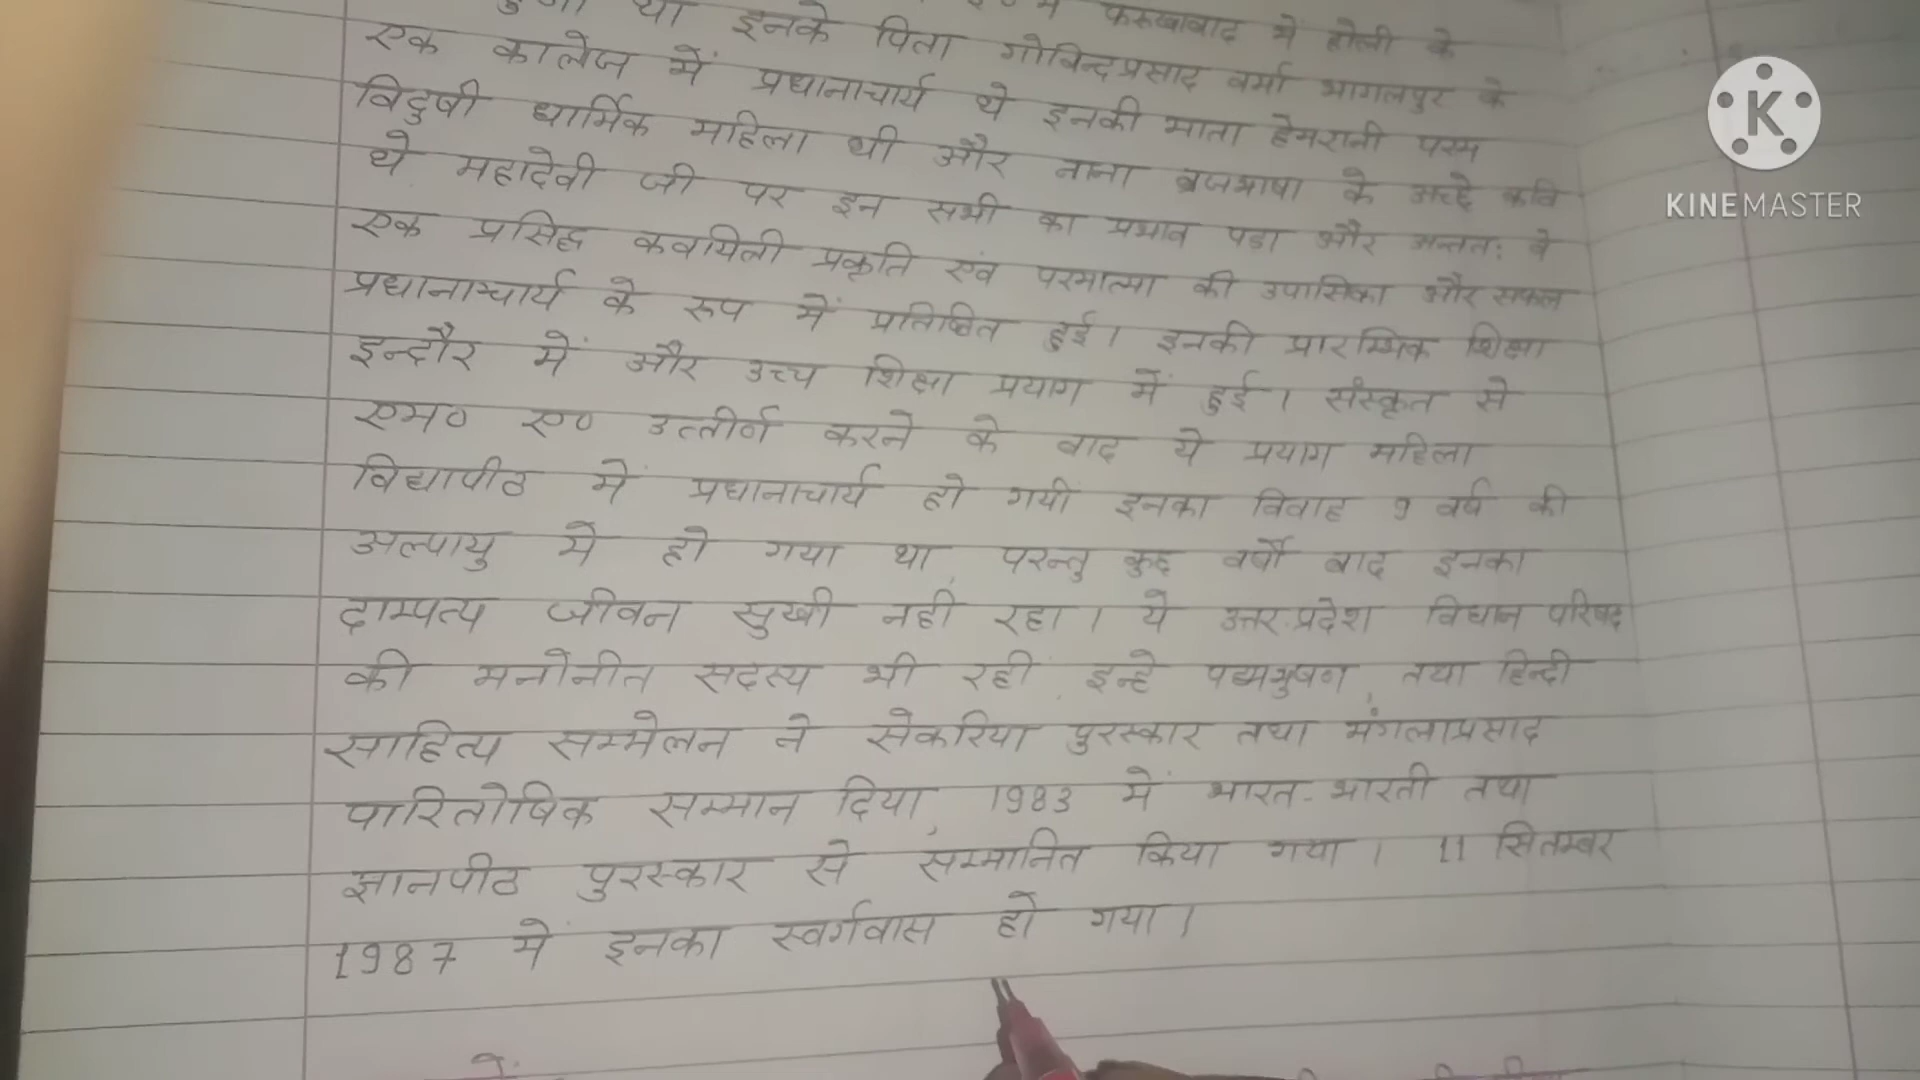 था इनके पिता गोविन्दप्रसाद वर्मा भागलपुर के
फरुखाबाद में होली के
एक कालेज में प्रधानाचार्य थे इनकी माता हेमरानी परम
विदुषी धार्मिक महिला थी और नाना ब्रजभाषा के अच्छे कवि
थे महादेवी जी पर इन सभी का प्रभाव पडा और अन्ततः वे
एक प्रसिद्ध कवयिली प्रकृति एंव परमात्मा की उपासिका और सफल
प्रधानाचार्य के रुप में प्रतिष्ठित हुई। इनकी प्रारम्भिक शिक्षा
इन्दौर में और उच्च शिक्षा प्रयाग में हुई। संस्कृत से
एम० ए० उत्तीर्ण करने के बाद ये प्रयाग महिला
विद्यापीठ में प्रधानाचार्य हो गयी इनका विवाह 9 वर्ष की
अल्पायु में हो गया था, परन्तु कुछ वर्षों बाद इनका
दाम्पत्य जीवन सुखी नही रहा। ये उत्तर प्रदेश विधान परिषद
की मनोनीत सदस्य भी रही, इन्हे पद्मभुषण, तथा हिन्दी
साहित्य सम्मेलन ने सेकरिया पुरस्कार तथा मंगलाप्रसाद
पारितोषिक सम्मान दिया, 1983 में भारत-भारती तथा
ज्ञानपीठ पुरस्कार से सम्मानित किया गया। 11 सितम्बर
1987 में इनका स्वर्गवास हो गया।
K
KINEMASTER